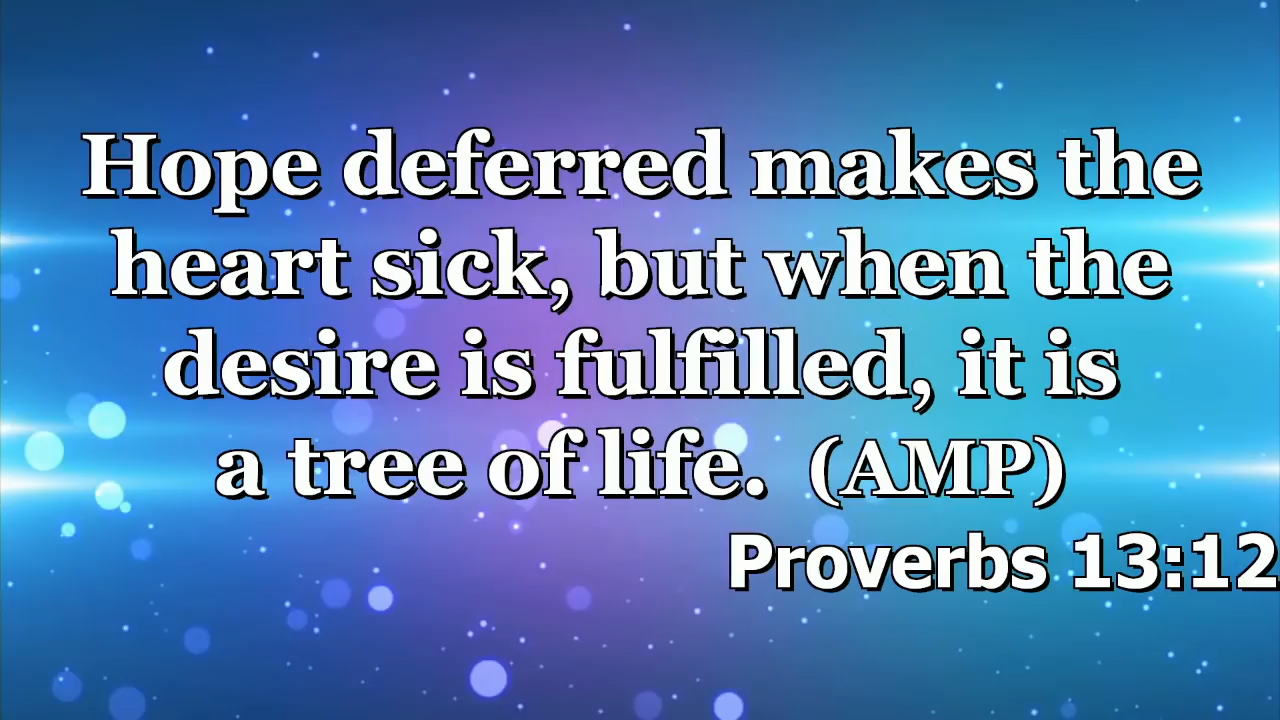 Hope deferred makes the
heart sick, but when the
desire is fulfilled, it is
a tree of life. (AMP)
Proverbs 13:12